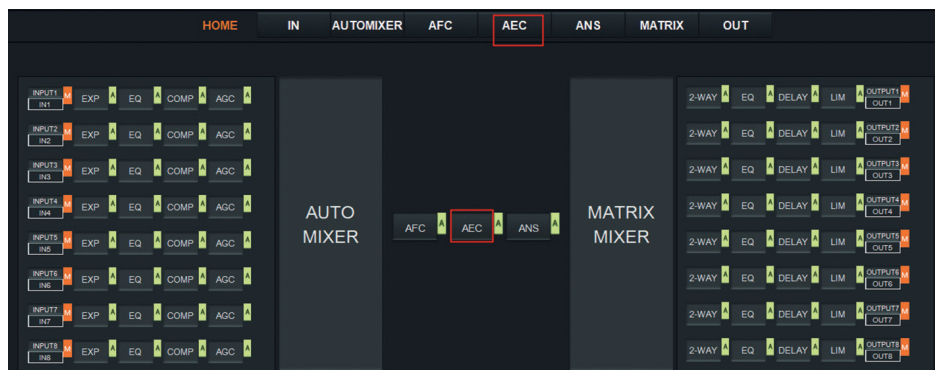 HOME IN AUTOMIXER AFC AEC ANS MATRIX OUT
INPUT1 M EXP A EQ A COMP A AGC A
IN1
INPUT2 M EXP A EQ A COMP A AGC A
IN2
INPUT3 M EXP A EQ A COMP A AGC A
IN3
INPUT4 M EXP A EQ A COMP A AGC A
IN4
INPUT5 M EXP A EQ A COMP A AGC A
IN5
INPUT6 M EXP A EQ A COMP A AGC A
IN6
INPUT7 M EXP A EQ A COMP A AGC A
IN7
INPUT8 M EXP A EQ A COMP A AGC A
IN8
AUTO
MIXER
AFC A AEC A ANS A
MATRIX
MIXER
2-WAY A EQ A DELAY A LIM A OUTPUT1 M
OUT1
2-WAY A EQ A DELAY A LIM A OUTPUT2 M
OUT2
2-WAY A EQ A DELAY A LIM A OUTPUT3 M
OUT3
2-WAY A EQ A DELAY A LIM A OUTPUT4 M
OUT4
2-WAY A EQ A DELAY A LIM A OUTPUT5 M
OUT5
2-WAY A EQ A DELAY A LIM A OUTPUT6 M
OUT6
2-WAY A EQ A DELAY A LIM A OUTPUT7 M
OUT7
2-WAY A EQ A DELAY A LIM A OUTPUT8 M
OUT8